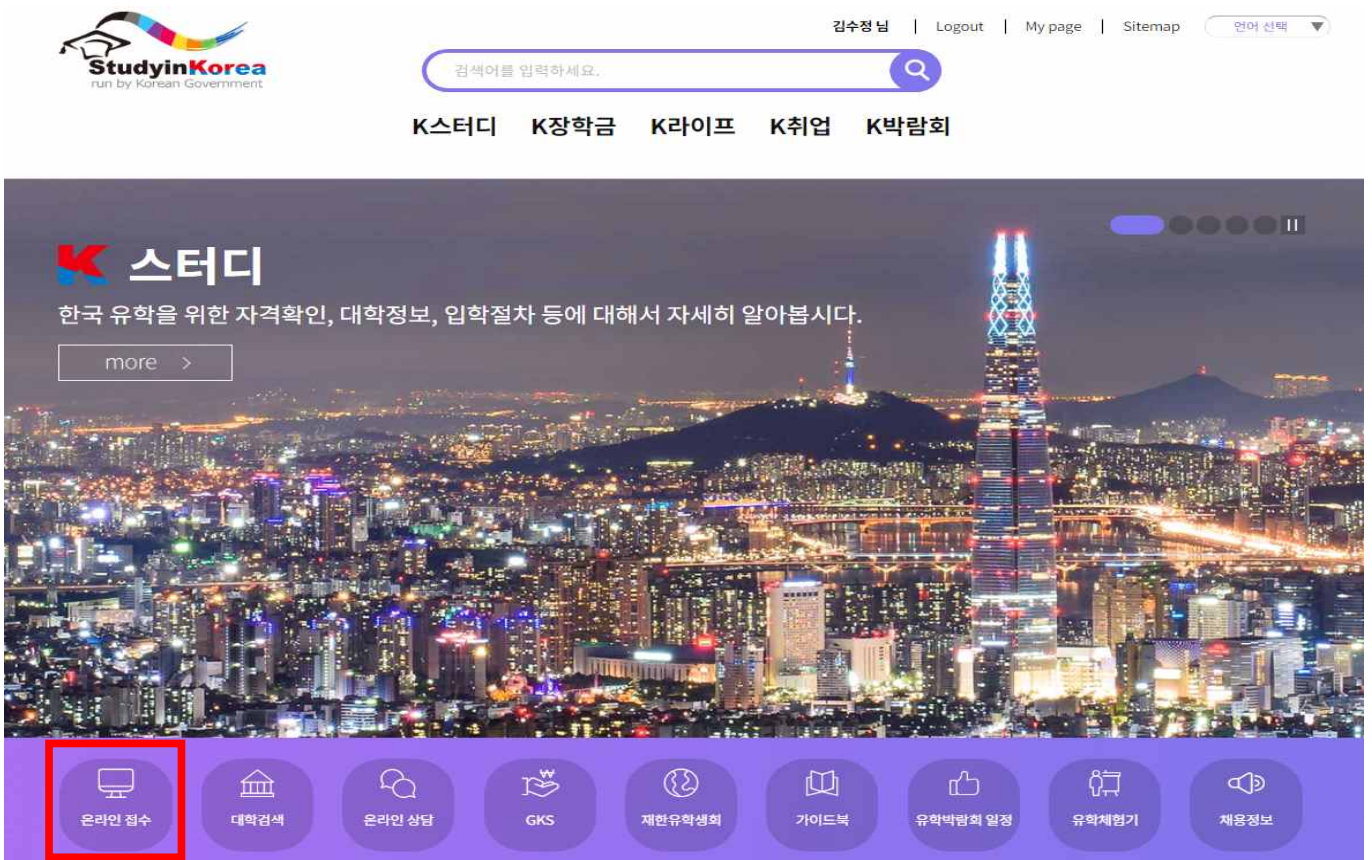 김수정 님 | Logout | My page | Sitemap 언어 선택 ▼
StudyinKorea
run by Korean Government
검색어를 입력하세요.
K스터디 K장학금 K라이프 K취업 K박람회
K 스터디
한국 유학을 위한 자격확인, 대학정보, 입학절차 등에 대해서 자세히 알아봅시다.
more >
온라인 접수 대학검색 온라인 상담 GKS 재한유학생회 가이드북 유학박람회 일정 유학체험기 채용정보